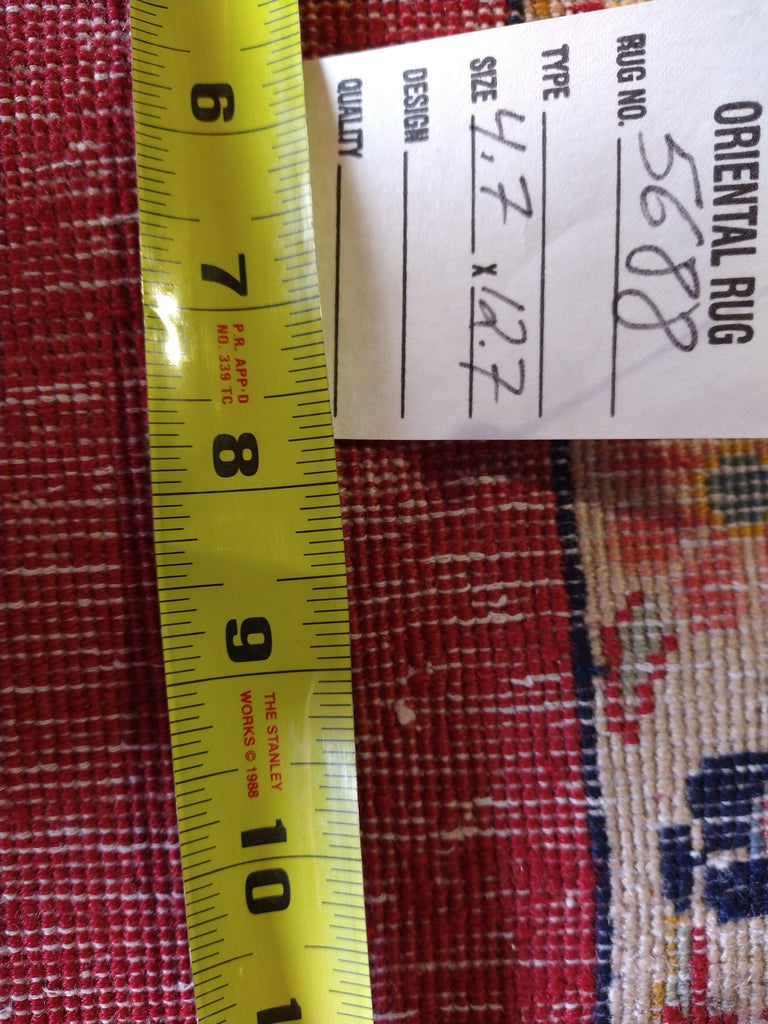 ORIENTAL RUG
RUG NO. 5688
TYPE
SIZE 4.7 x 12.7
DESIGN
QUALITY
6
7
P.R. APP'D
NO. 339 TC
8
9
THE STANLEY
WORKS © 1988
10
1